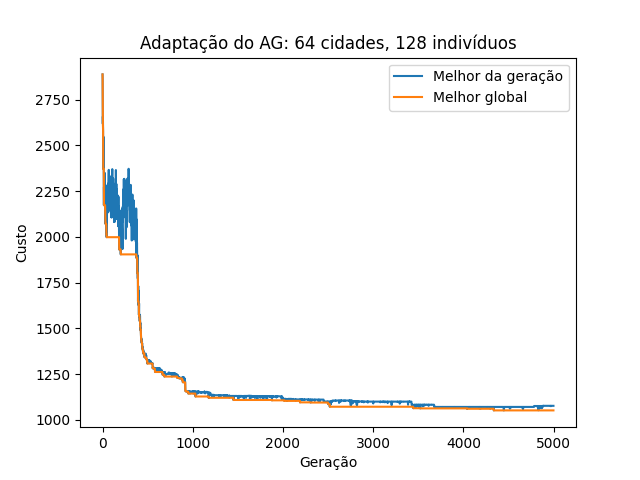 Adaptação do AG: 64 cidades, 128 indivíduos
Melhor da geração
Melhor global
Custo
2750
2500
2250
2000
1750
1500
1250
1000
0 1000 2000 3000 4000 5000
Geração